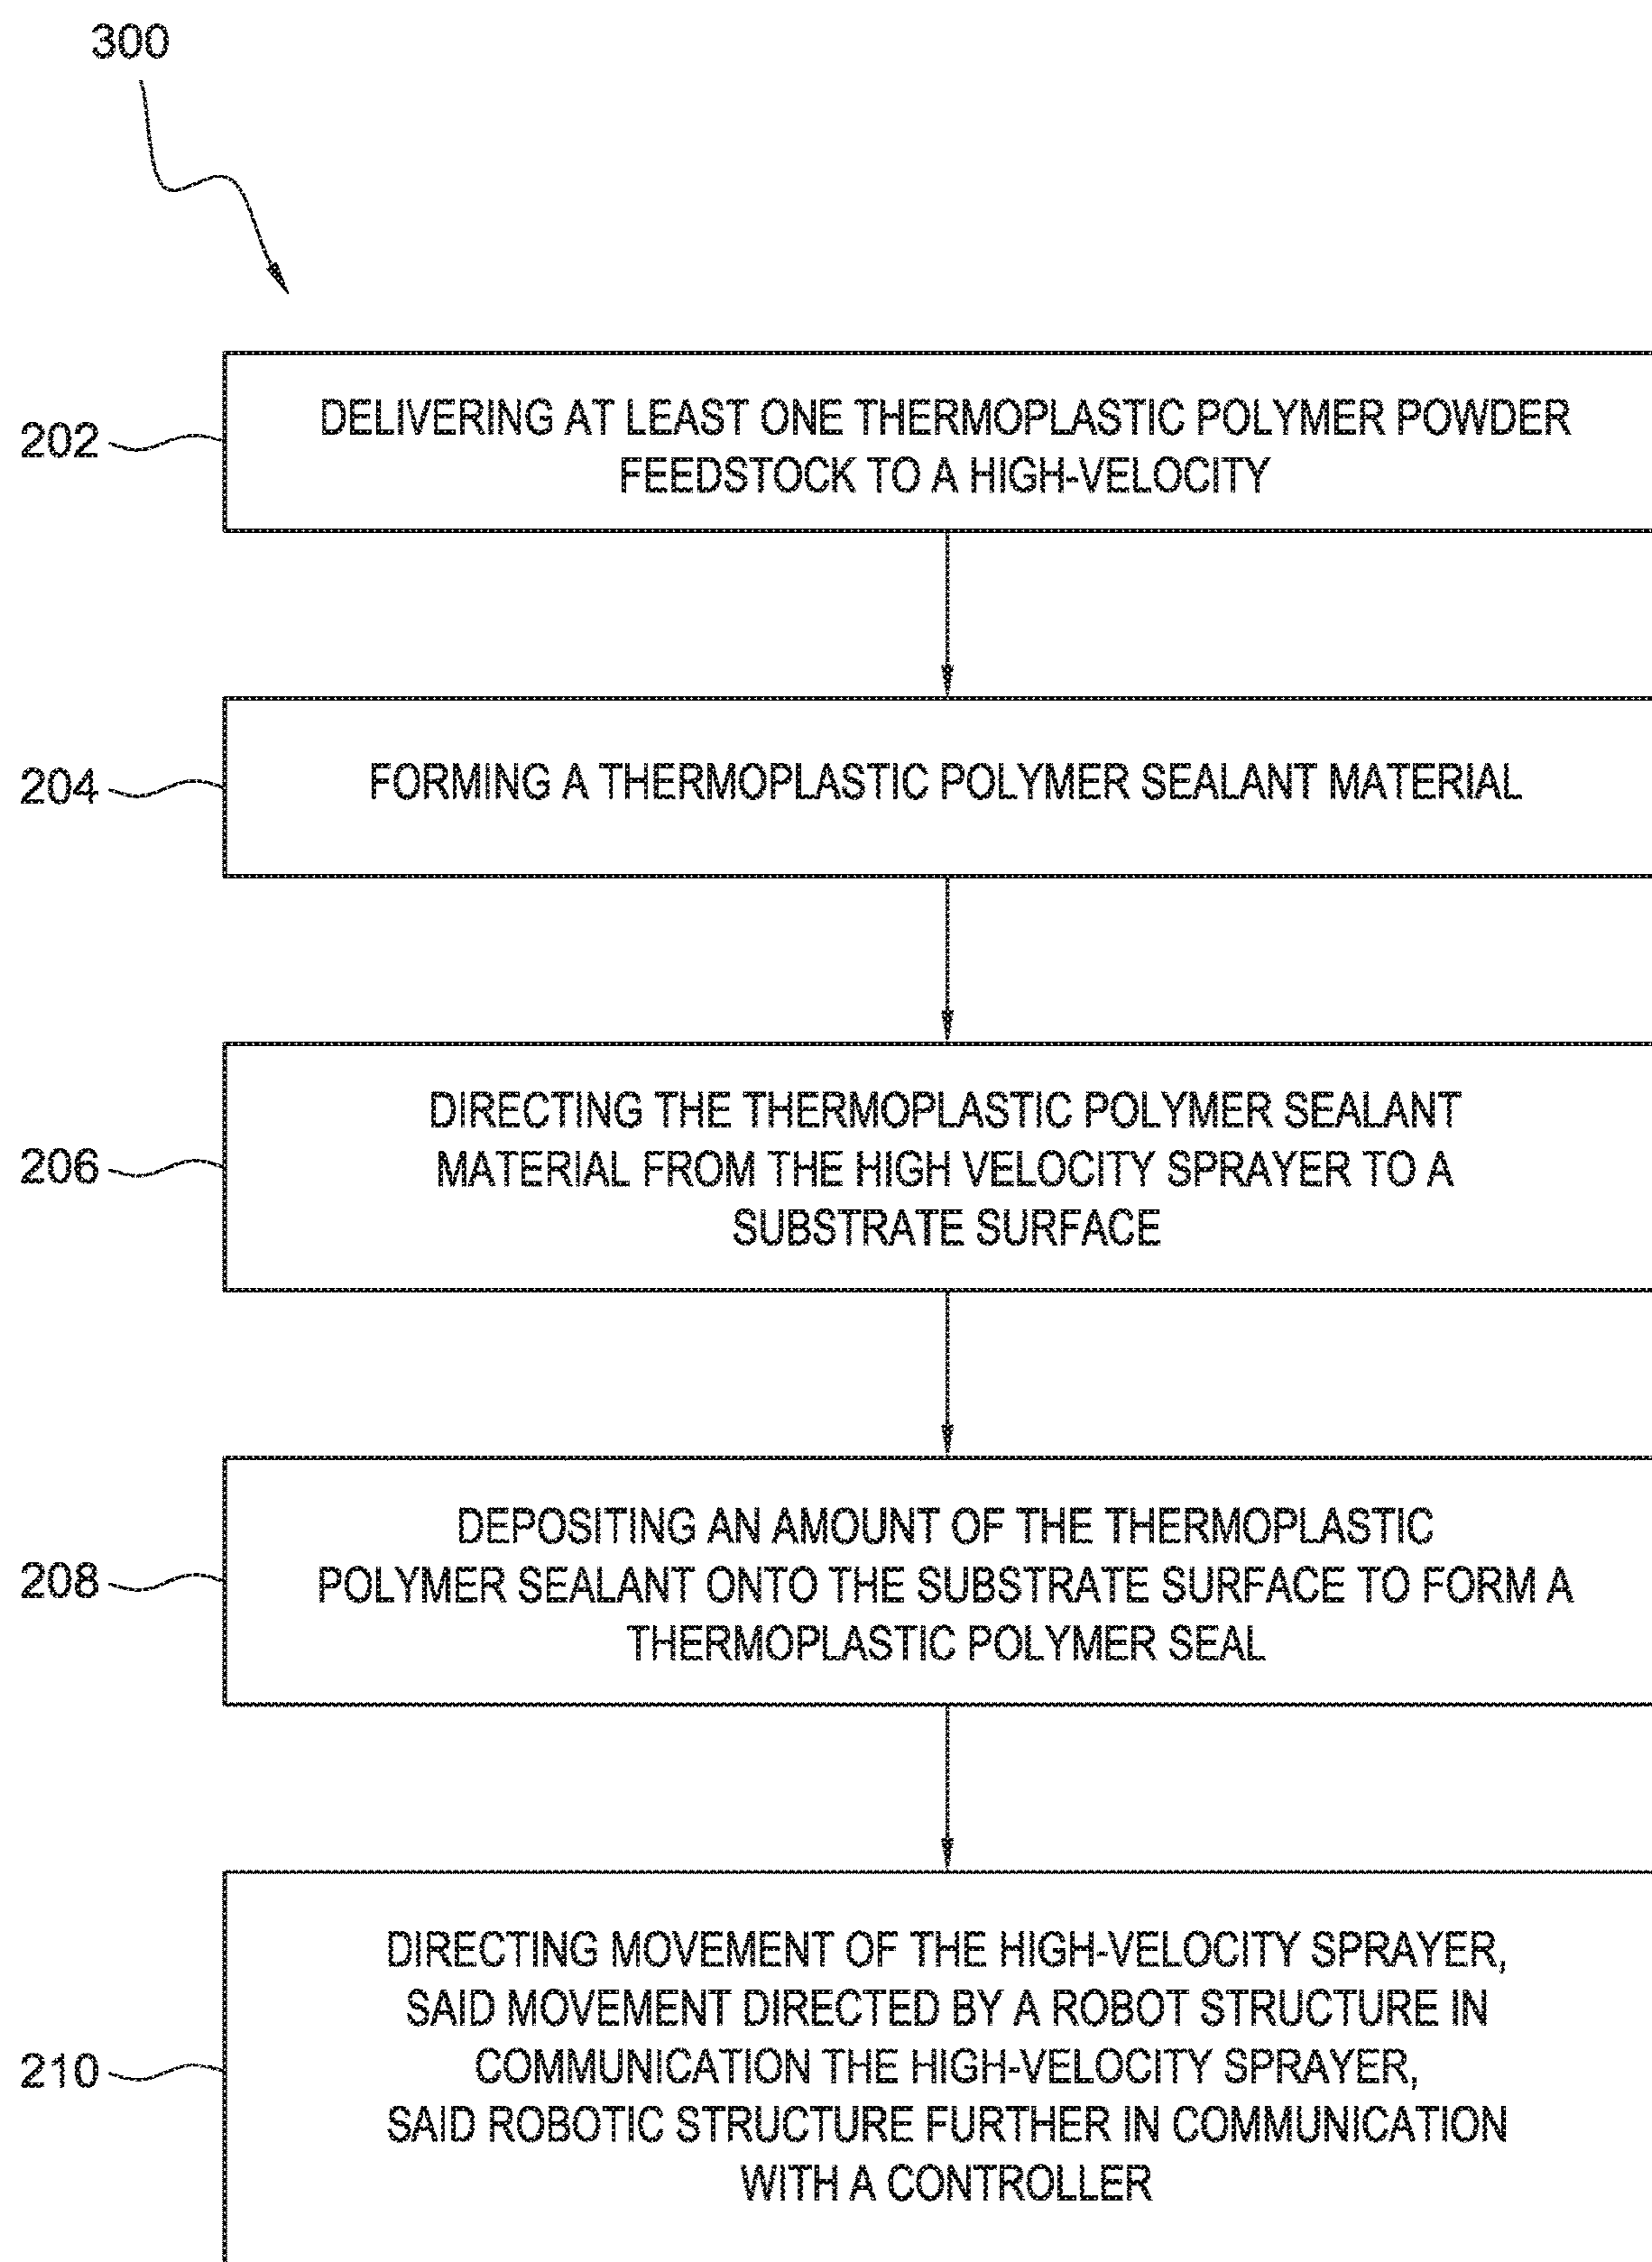 300
202
DELIVERING AT LEAST ONE THERMOPLASTIC POLYMER POWDER
FEEDSTOCK TO A HIGH-VELOCITY
204
FORMING A THERMOPLASTIC POLYMER SEALANT MATERIAL
206
DIRECTING THE THERMOPLASTIC POLYMER SEALANT
MATERIAL FROM THE HIGH VELOCITY SPRAYER TO A
SUBSTRATE SURFACE
208
DEPOSITING AN AMOUNT OF THE THERMOPLASTIC
POLYMER SEALANT ONTO THE SUBSTRATE SURFACE TO FORM A
THERMOPLASTIC POLYMER SEAL
210
DIRECTING MOVEMENT OF THE HIGH-VELOCITY SPRAYER,
SAID MOVEMENT DIRECTED BY A ROBOT STRUCTURE IN
COMMUNICATION THE HIGH-VELOCITY SPRAYER,
SAID ROBOTIC STRUCTURE FURTHER IN COMMUNICATION
WITH A CONTROLLER